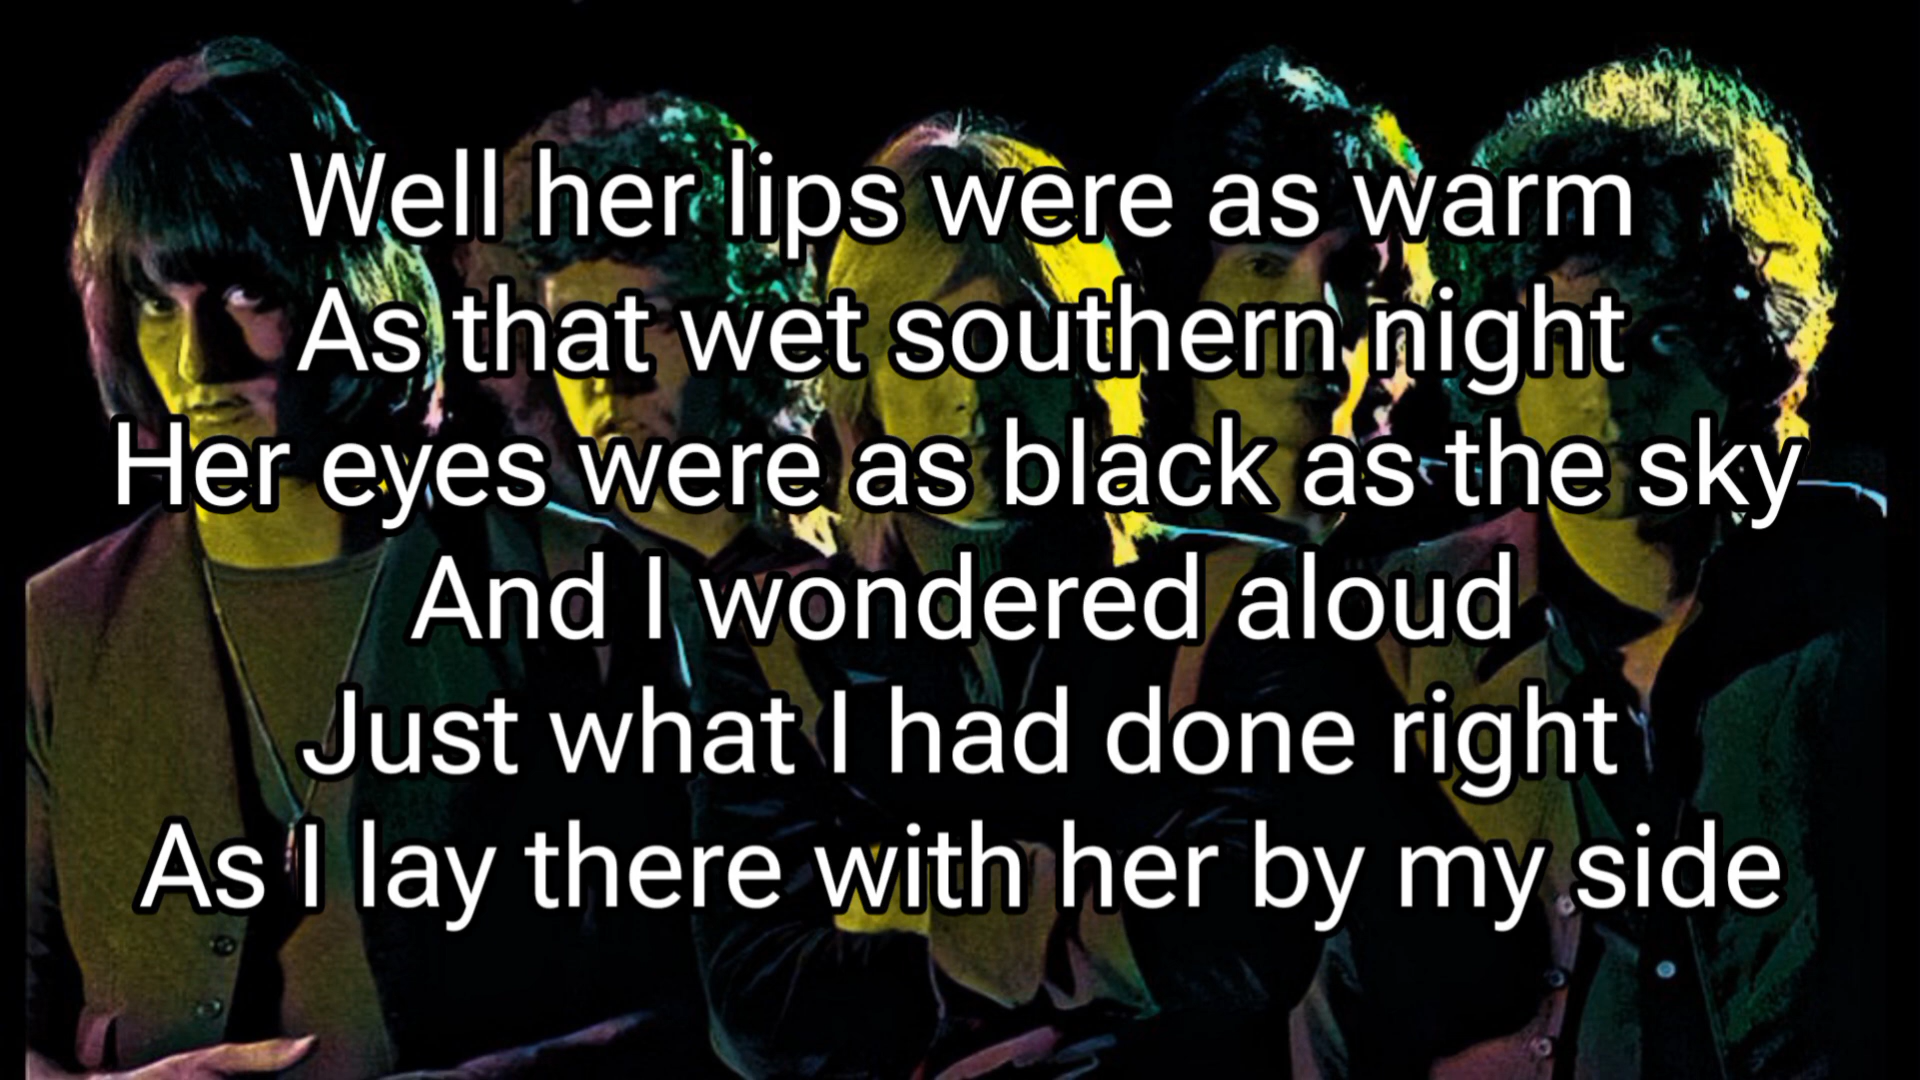 Well her lips were as warm
As that wet southern night
Her eyes were as black as the sky
And I wondered aloud
Just what I had done right
As I lay there with her by my side